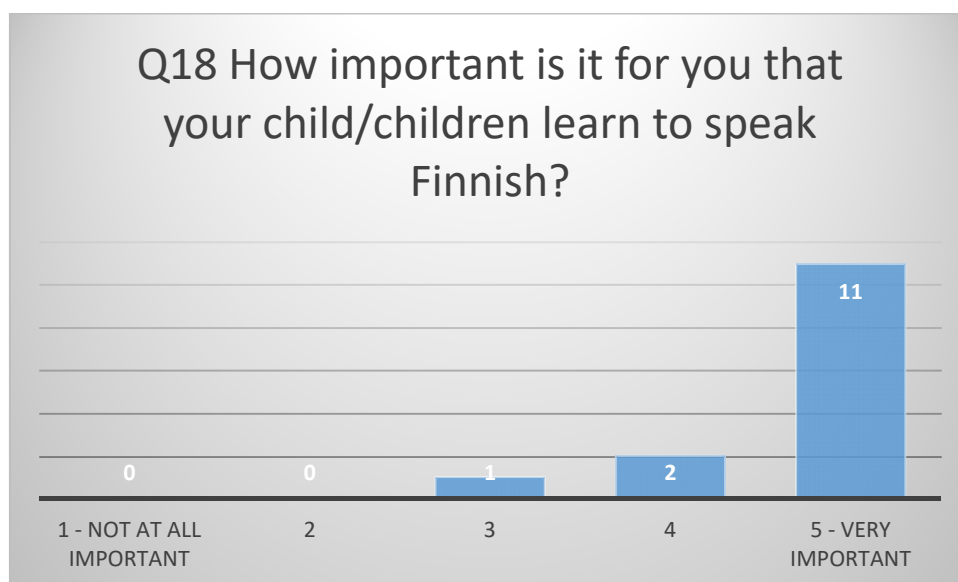 Q18 How important is it for you that
your child/children learn to speak
Finnish?
11
0 0 1 2
1 - NOT AT ALL
IMPORTANT
2
3
4
5 - VERY
IMPORTANT